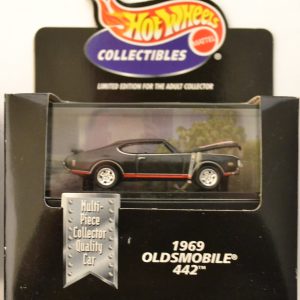 Hot Wheels
MATTEL
COLLECTIBLES
LIMITED EDITION FOR THE ADULT COLLECTOR
Multi-
Piece
Collector
Quality
Car
1969
OLDSMOBILE®
442™